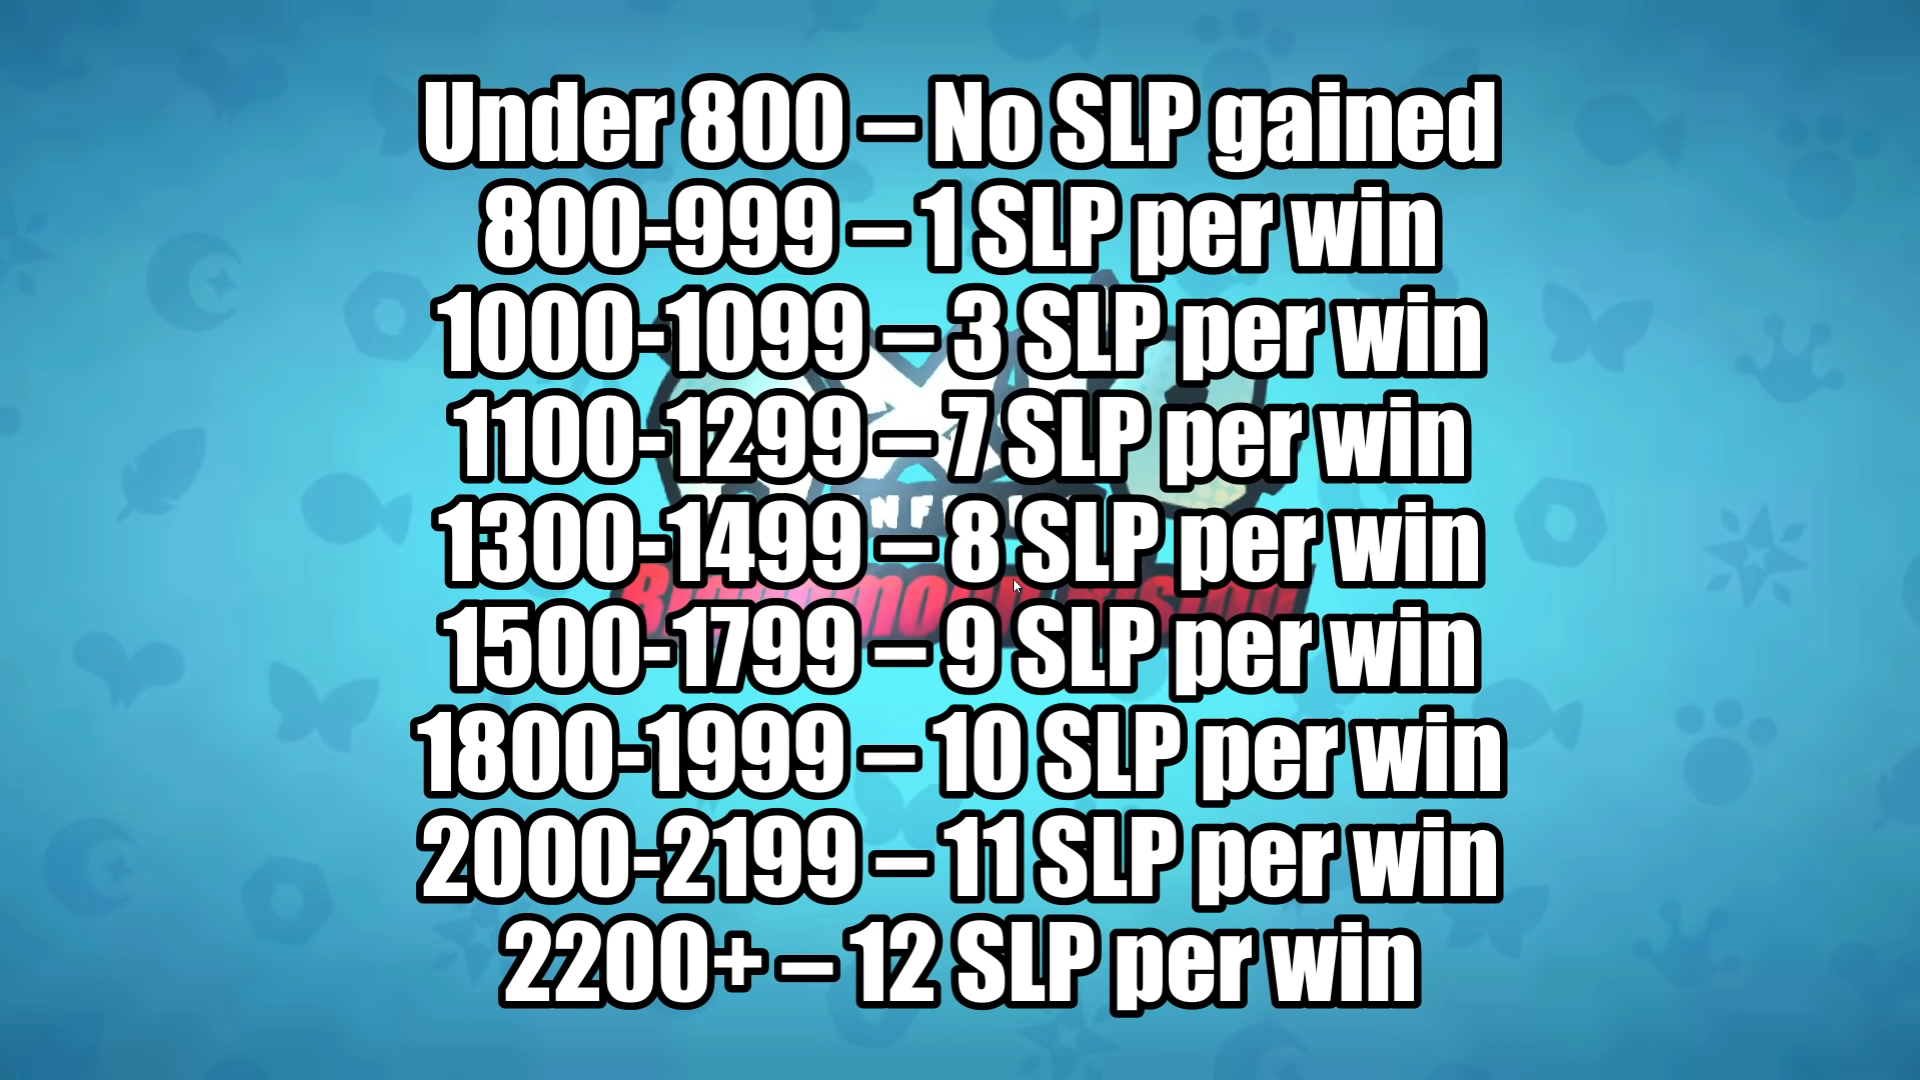 Under 800 – No SLP gained
800-999 – 1 SLP per win
1000-1099 – 3 SLP per win
1100-1299 – 7 SLP per win
1300-1499 – 8 SLP per win
1500-1799 – 9 SLP per win
1800-1999 – 10 SLP per win
2000-2199 – 11 SLP per win
2200+ – 12 SLP per win